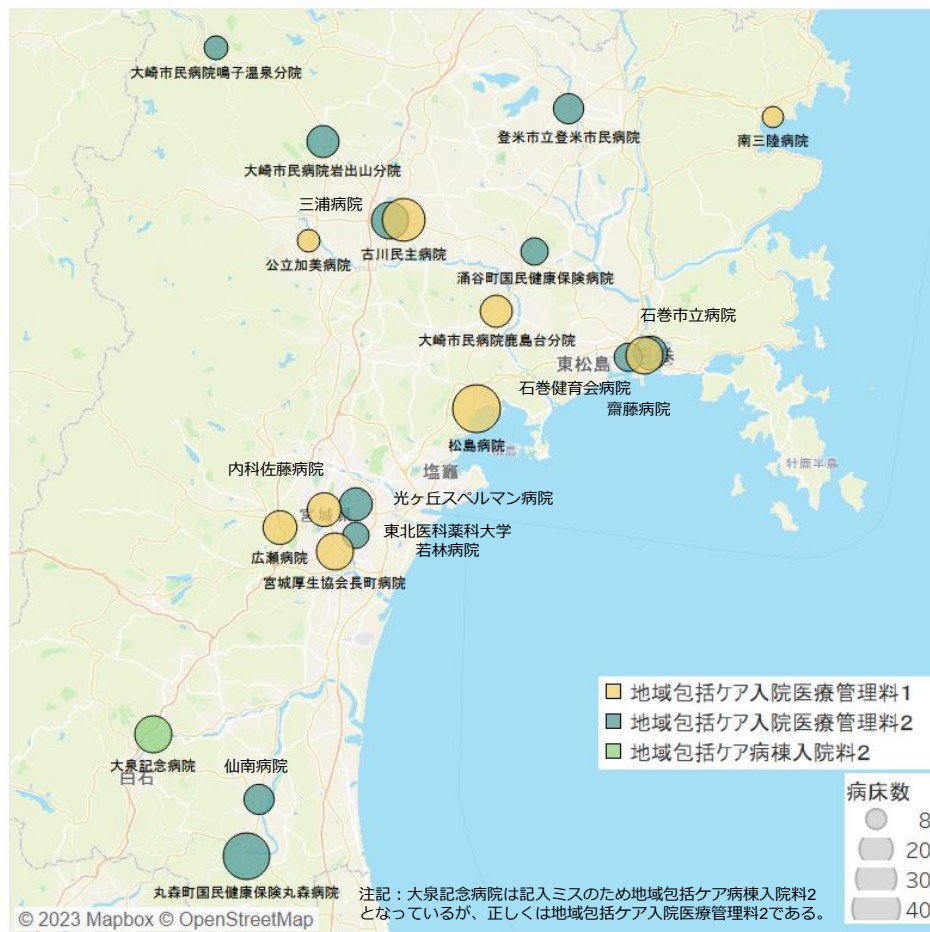 大崎市民病院鳴子温泉分院
登米市立登米市民病院
南三陸病院
大崎市民病院岩出山分院
三浦病院
古川民主病院
公立加美病院
涌谷町国民健康保険病院
石巻市立病院
大崎市民病院鹿島台分院
東松島
石巻健育会病院
齋藤病院
松島病院
塩竈
牡鹿半島
内科佐藤病院
光ヶ丘スペルマン病院
宮城県
東北医科薬科大学
若林病院
広瀬病院
宮城厚生協会長町病院
地域包括ケア入院医療管理料1
地域包括ケア入院医療管理料2
地域包括ケア病棟入院料2
大泉記念病院
白石
仙南病院
病床数
8
20
30
40
丸森町国民健康保険丸森病院
注記：大泉記念病院は記入ミスのため地域包括ケア病棟入院料2
となっているが、正しくは地域包括ケア入院医療管理料2である。
© 2023 Mapbox © OpenStreetMap